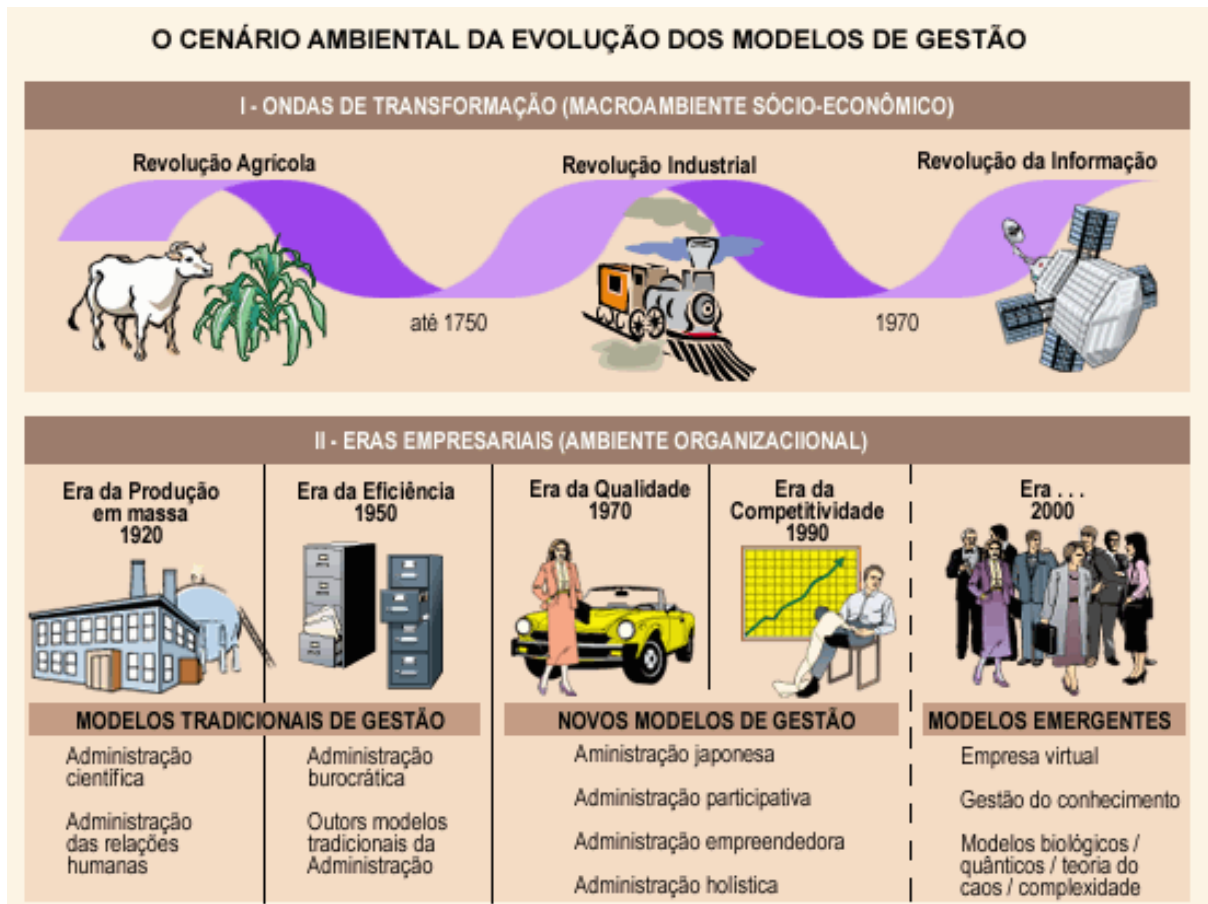 O CENÁRIO AMBIENTAL DA EVOLUÇÃO DOS MODELOS DE GESTÃO
I - ONDAS DE TRANSFORMAÇÃO (MACROAMBIENTE SÓCIO-ECONÔMICO)
Revolução Agrícola
Revolução Industrial
Revolução da Informação
até 1750
1970
II - ERAS EMPRESARIAIS (AMBIENTE ORGANIZACIIONAL)
Era da Produção
em massa
1920
Era da Eficiência
1950
Era da Qualidade
1970
Era da
Competitividade
1990
Era . . .
2000
MODELOS TRADICIONAIS DE GESTÃO
Administração
científica
Administração
das relações
humanas
Administração
burocrática
Outors modelos
tradicionais da
Administração
NOVOS MODELOS DE GESTÃO
Aministração japonesa
Administração participativa
Administração empreendedora
Administração holística
MODELOS EMERGENTES
Empresa virtual
Gestão do conhecimento
Modelos biológicos /
quânticos / teoria do
caos / complexidade